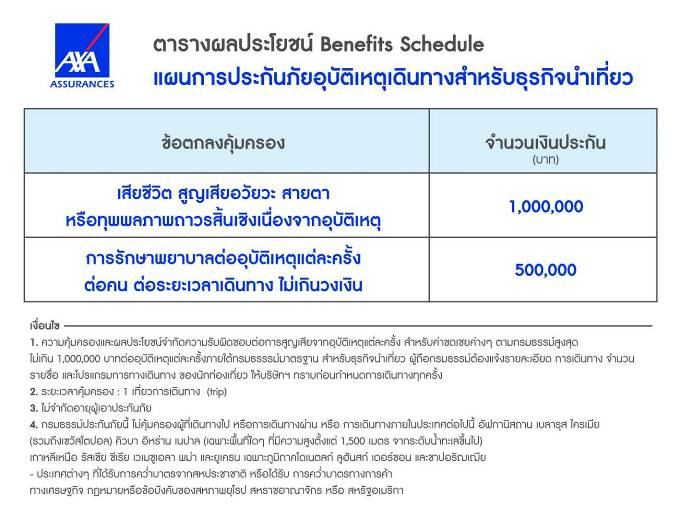 AXA
ASSURANCES
ตารางผลประโยชน์ Benefits Schedule
แผนการประกันภัยอุบัติเหตุเดินทางสำหรับธุรกิจนำเที่ยว
ข้อตกลงคุ้มครอง
จำนวนเงินประกัน
(บาท)
เสียชีวิต สูญเสียอวัยวะ สายตา
หรือทุพพลภาพถาวรสิ้นเชิงเนื่องจากอุบัติเหตุ
1,000,000
การรักษาพยาบาลต่ออุบัติเหตุแต่ละครั้ง
ต่อคน ต่อระยะเวลาเดินทาง ไม่เกินวงเงิน
500,000
เงื่อนไข
1. ความคุ้มครองและผลประโยชน์จำกัดความรับผิดชอบต่อการสูญเสียจากอุบัติเหตุแต่ละครั้ง สำหรับค่าชดเชยต่างๆ ตามกรมธรรม์สูงสุด
ไม่เกิน 1,000,000 บาทต่ออุบัติเหตุแต่ละครั้งภายใต้กรมธรรรม์มาตรฐาน สำหรับธุรกิจนำเที่ยว ผู้ถือกรมธรรม์ต้องแจ้งรายละเอียด การเดินทาง จำนวน
รายชื่อ และโปรแกรมการทางเดินทาง ของนักท่องเที่ยว ให้บริษัทฯ ทราบก่อนกำหนดการเดินทางทุกครั้ง
2. ระยะเวลาคุ้มครอง : 1 เที่ยวการเดินทาง (trip)
3. ไม่จำกัดอายุผู้เอาประกันภัย
4. กรมธรรม์ประกันภัยนี้ ไม่คุ้มครองผู้ที่เดินทางไป หรือการเดินทางผ่าน หรือ การเดินทางภายในประเทศต่อไปนี้ อัฟกานิสถาน เบลารุส ไครเมีย
(รวมถึงเซวัสโตปอล) คิวบา อิหร่าน เนปาล (เฉพาะพื้นที่ใดๆ ที่มีความสูงตั้งแต่ 1,500 เมตร จากระดับน้ำทะเลขึ้นไป)
เกาหลีเหนือ รัสเซีย ซีเรีย เวเนซุเอลา พม่า และยูเครน เฉพาะภูมิภาคโดเนตสก์ ลูฮันสก์ เดอร์ซอน และซาปอริฌเฌีย
- ประเทศต่างๆ ที่ได้รับการคว่ำบาตรจากสหประชาชาติ หรือได้รับ การคว่ำบาตรทางการค้า
ทางเศรษฐกิจ กฎหมายหรือข้อบังคับของสหภาพยุโรป สหราชอาณาจักร หรือ สหรัฐอเมริกา